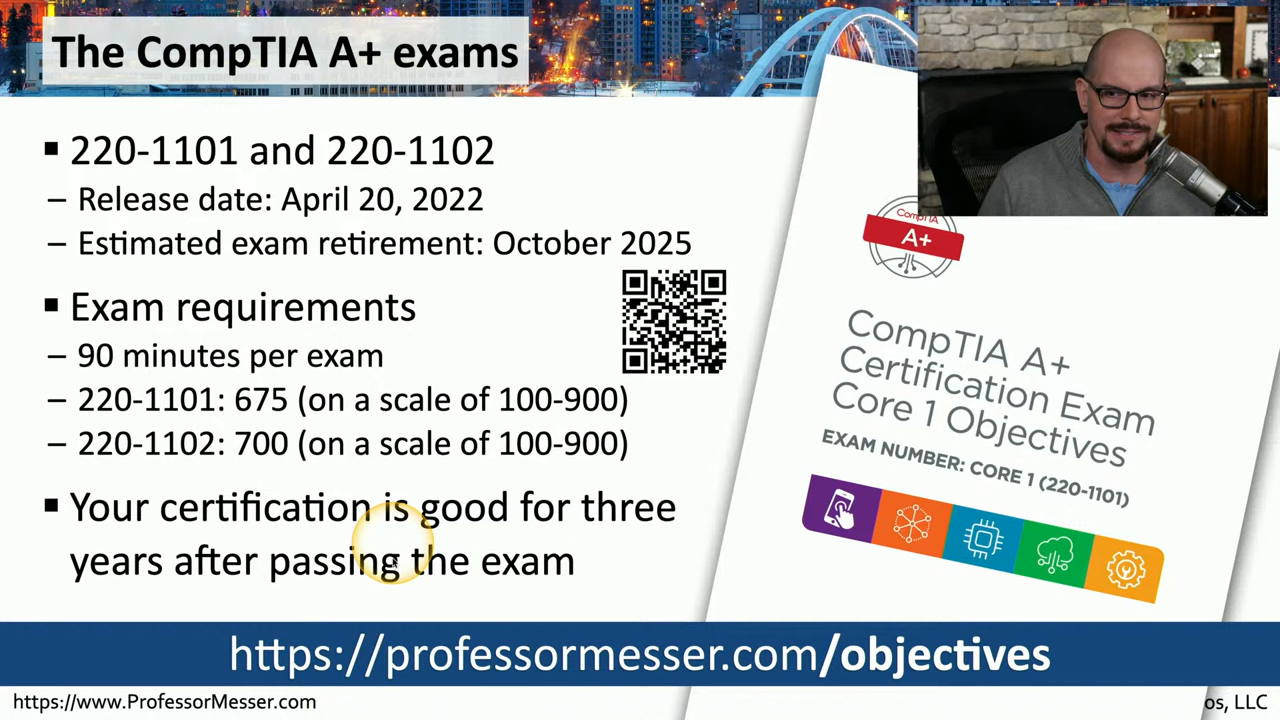 The CompTIA A+ exams
▪ 220-1101 and 220-1102
– Release date: April 20, 2022
– Estimated exam retirement: October 2025
▪ Exam requirements
– 90 minutes per exam
– 220-1101: 675 (on a scale of 100-900)
– 220-1102: 700 (on a scale of 100-900)
▪ Your certification is good for three
years after passing the exam
CompTIA
A+
CompTIA A+
Certification Exam
Core 1 Objectives
EXAM NUMBER: CORE 1 (220-1101)
https://professormesser.com/objectives
https://www.ProfessorMesser.com
os, LLC